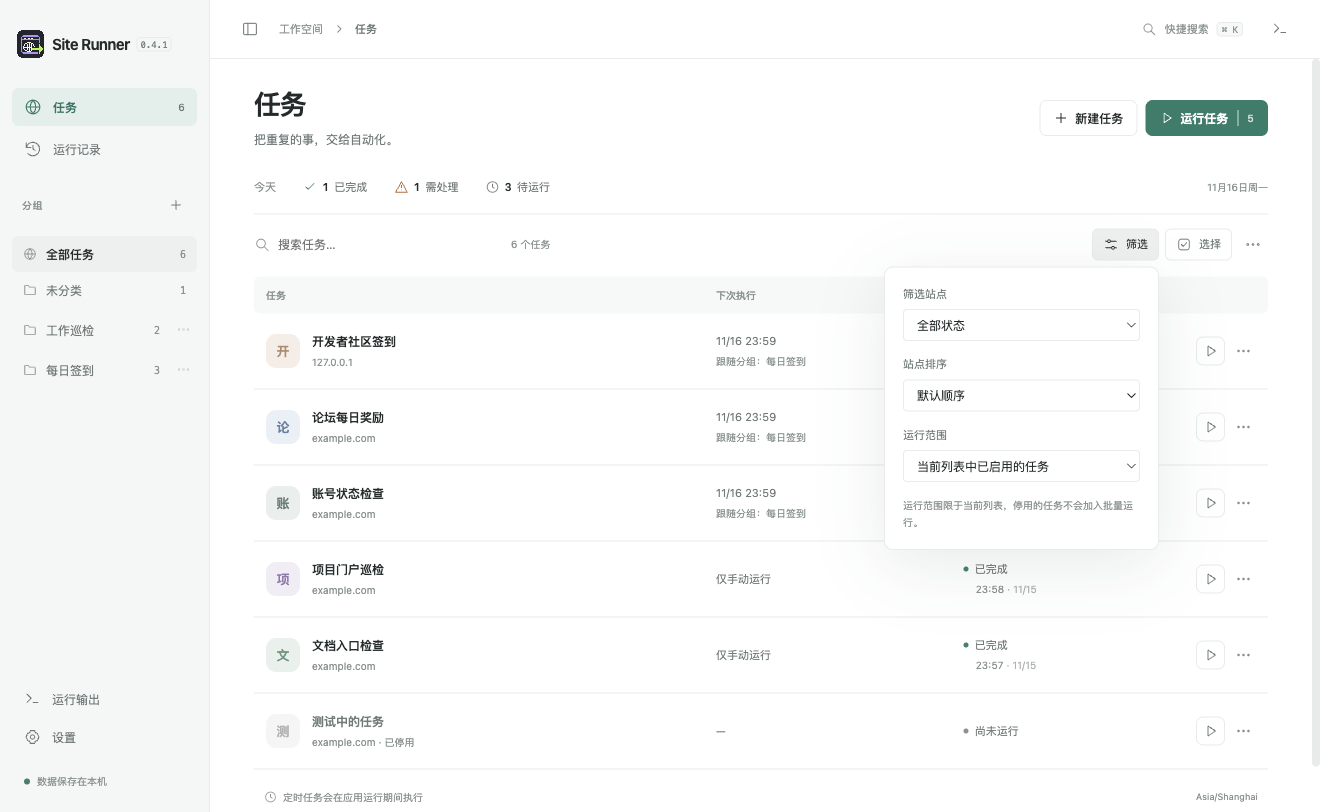 Site Runner 0.4.1
任务 6
运行记录
分组
全部任务 6
未分类 1
工作巡检 2
每日签到 3
运行输出
设置
数据保存在本机
工作空间 任务
快捷搜索 ⌘ K
任务
把重复的事，交给自动化。
新建任务
运行任务 5
今天 1 已完成 1 需处理 3 待运行
11月16日周一
搜索任务...
6 个任务
筛选
选择
任务 下次执行
开 开发者社区签到
127.0.0.1
11/16 23:59
跟随分组：每日签到
论 论坛每日奖励
example.com
11/16 23:59
跟随分组：每日签到
账 账号状态检查
example.com
11/16 23:59
跟随分组：每日签到
项 项目门户巡检
example.com
仅手动运行
已完成
23:58 · 11/15
文 文档入口检查
example.com
仅手动运行
已完成
23:57 · 11/15
测 测试中的任务
example.com · 已停用
—
尚未运行
筛选站点
全部状态
站点排序
默认顺序
运行范围
当前列表中已启用的任务
运行范围限于当前列表，停用的任务不会加入批量运
行。
定时任务会在应用运行期间执行
Asia/Shanghai